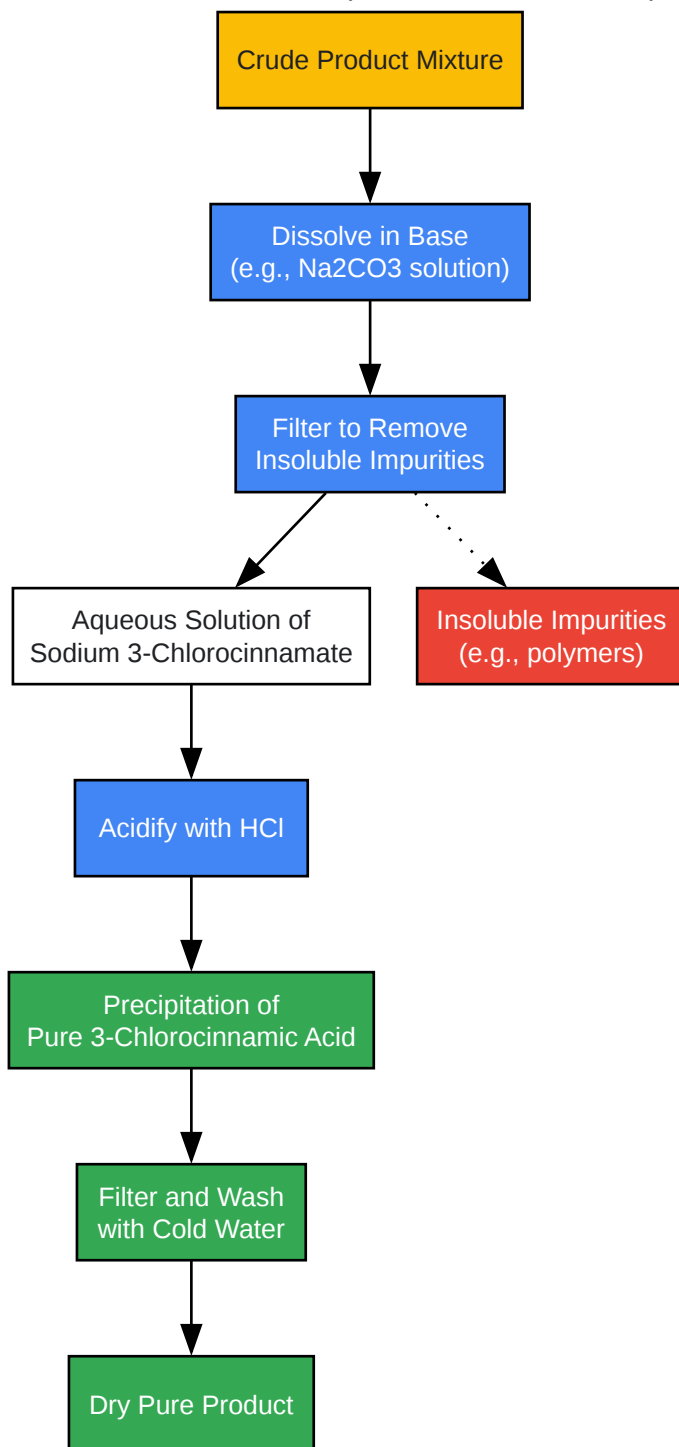 Crude Product Mixture
Dissolve in Base
(e.g., Na2CO3 solution)
Filter to Remove
Insoluble Impurities
Aqueous Solution of
Sodium 3-Chlorocinnamate
Insoluble Impurities
(e.g., polymers)
Acidify with HCl
Precipitation of
Pure 3-Chlorocinnamic Acid
Filter and Wash
with Cold Water
Dry Pure Product